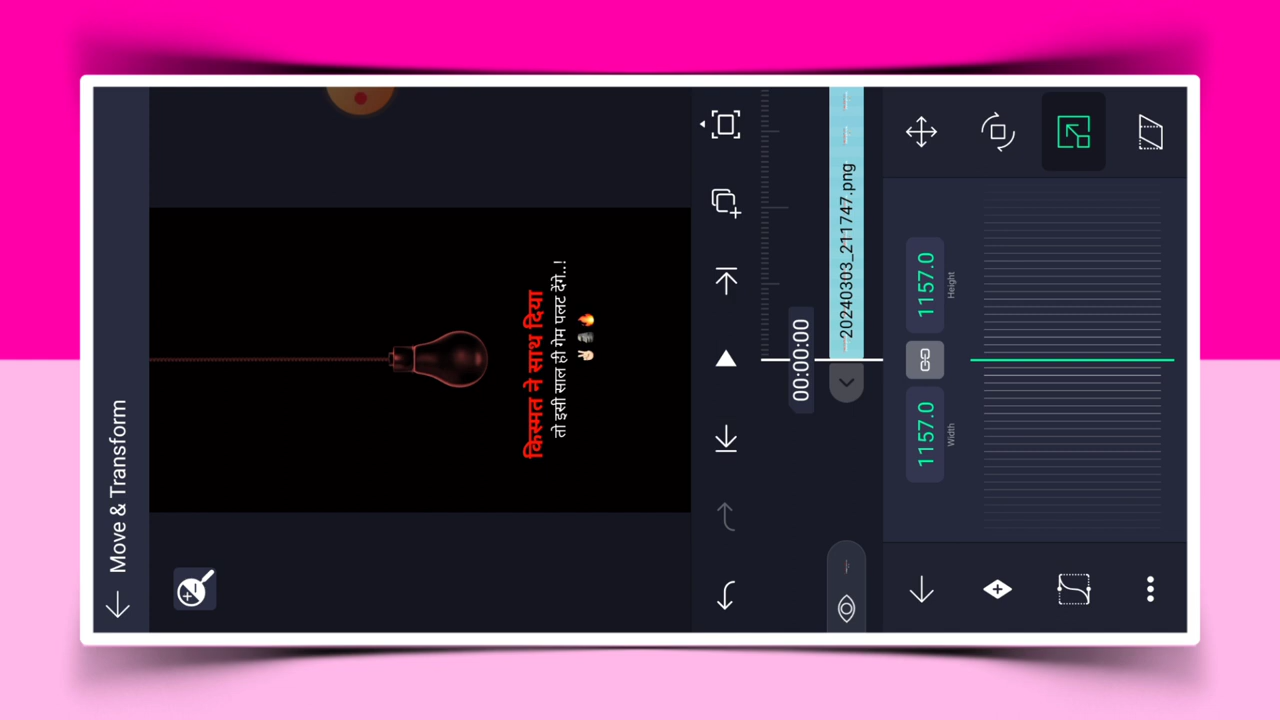 Move & Transform
किस्मत ने साथ दिया
तो इसी साल ही गेम पलट देंगे..!
00:00:00
20240303_211747.png
1157.0
Width
1157.0
Height